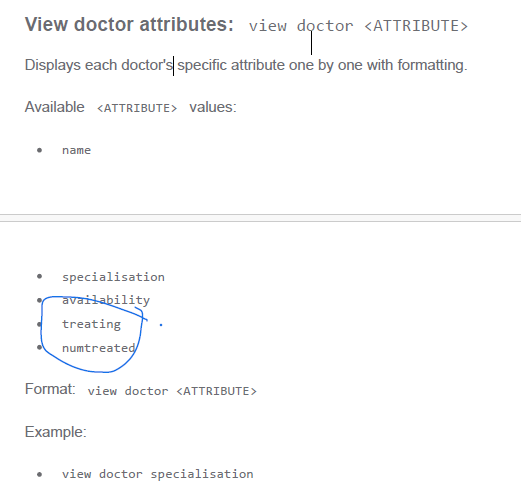 View doctor attributes: view doctor <ATTRIBUTE>
Displays each doctor's specific attribute one by one with formatting.
Available <ATTRIBUTE> values:
• name
• specialisation
• availability
• treating
• numtreated
Format: view doctor <ATTRIBUTE>
Example:
• view doctor specialisation